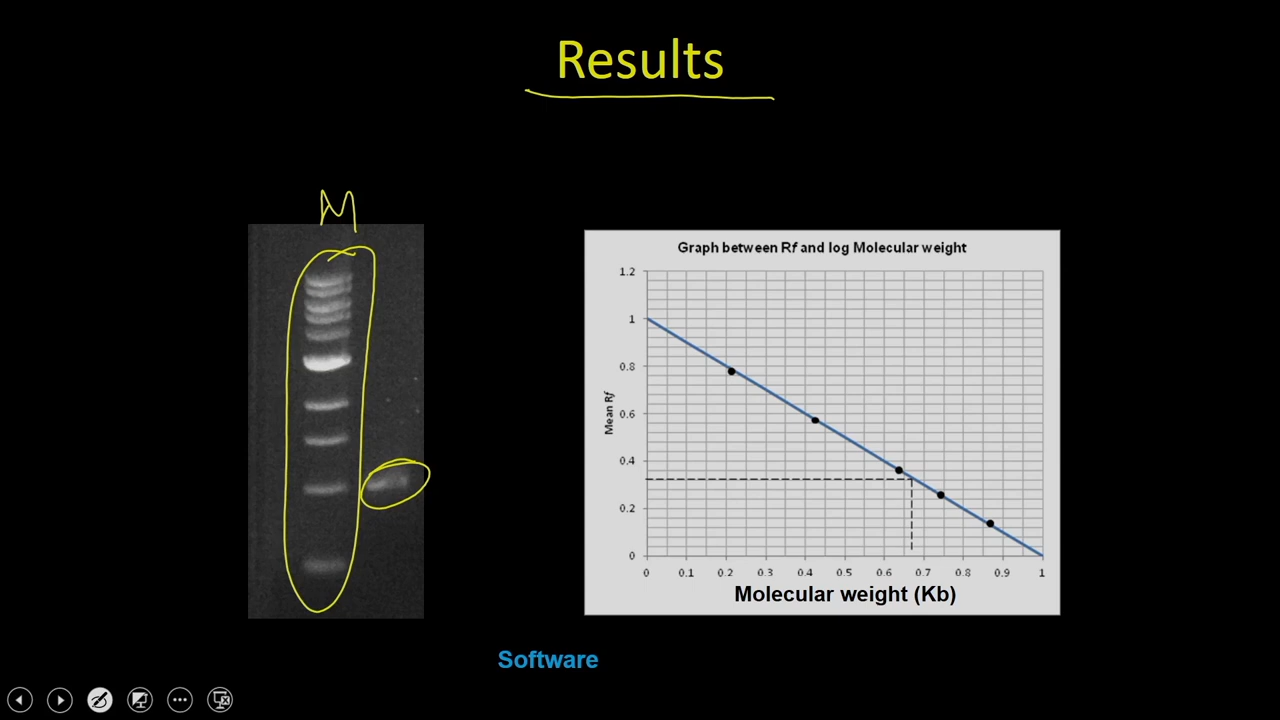 Results
M
Graph between Rf and log Molecular weight
1.2
1
0.8
0.6
0.4
0.2
0
Mean Rf
0 0.1 0.2 0.3 0.4 0.5 0.6 0.7 0.8 0.9 1
Molecular weight (Kb)
Software